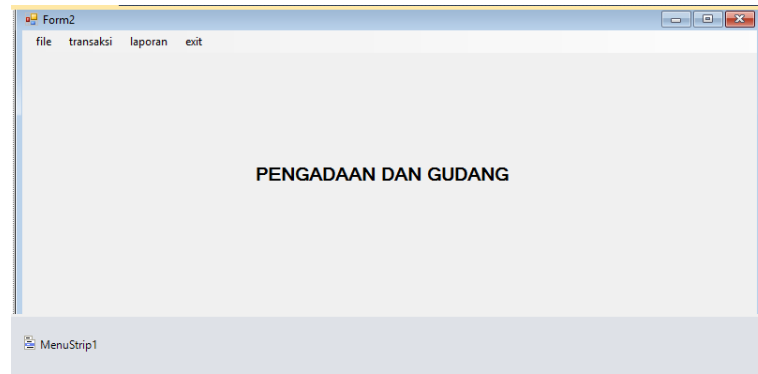 Form2
file transaksi laporan exit
PENGADAAN DAN GUDANG
MenuStrip1